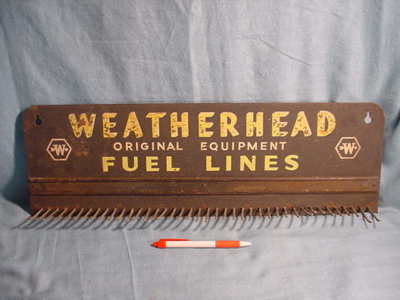 WEATHERHEAD
ORIGINAL EQUIPMENT
W W
FUEL LINES